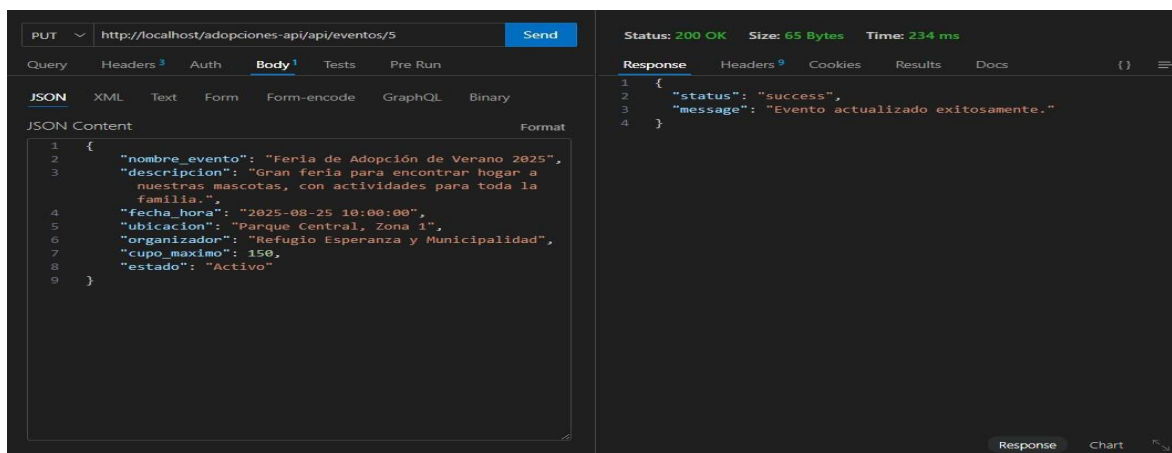 PUT http://localhost/adopciones-api/api/eventos/5 Send
Query Headers 3 Auth Body 1 Tests Pre Run
JSON XML Text Form Form-encode GraphQL Binary
JSON Content Format
1 {
2 "nombre_evento": "Feria de Adopción de Verano 2025",
3 "descripcion": "Gran feria para encontrar hogar a
nuestras mascotas, con actividades para toda la
familia.",
4 "fecha_hora": "2025-08-25 10:00:00",
5 "ubicacion": "Parque Central, Zona 1",
6 "organizador": "Refugio Esperanza y Municipalidad",
7 "cupo_maximo": 150,
8 "estado": "Activo"
9 }
Status: 200 OK Size: 65 Bytes Time: 234 ms
Response Headers 9 Cookies Results Docs {}
1 {
2 "status": "success",
3 "message": "Evento actualizado exitosamente."
4 }
Response Chart